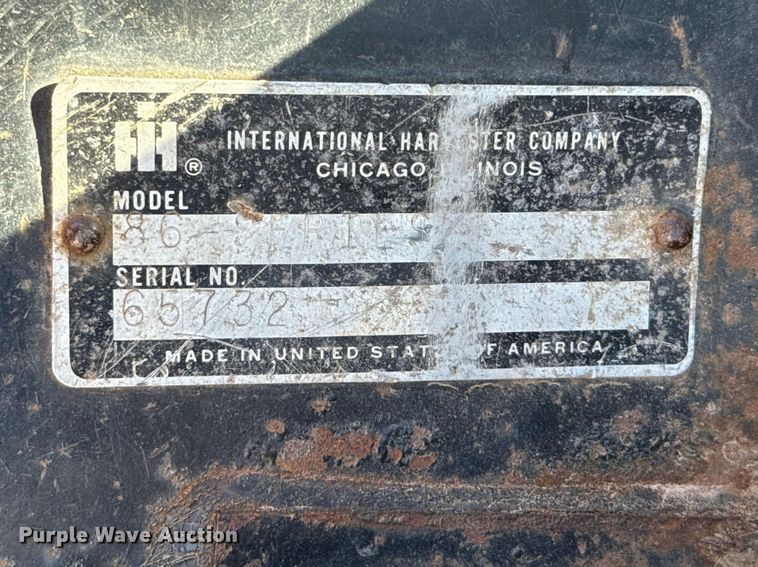 IH ®
INTERNATIONAL HARVESTER COMPANY
CHICAGO ILLINOIS
MODEL
86 SERIES
SERIAL NO.
65732
MADE IN UNITED STATES OF AMERICA
Purple Wave Auction